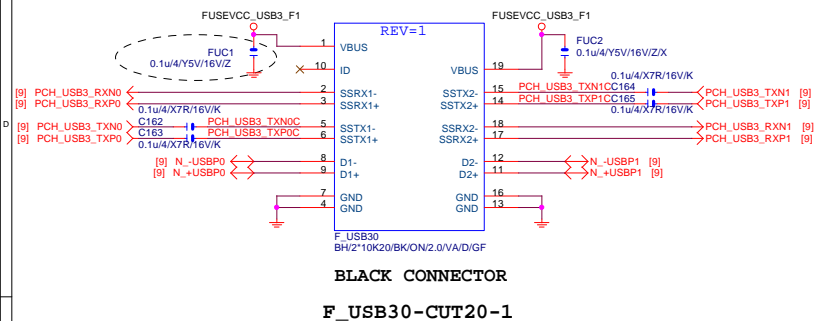 FUSEVCC_USB3_F1 FUSEVCC_USB3_F1
REV=1
FUC1
0.1u/4/Y5V/16V/Z
FUC2
0.1u/4/Y5V/16V/Z/X
1 VBUS
10 ID
VBUS 19
0.1u/4/X7R/16V/K
[9] PCH_USB3_RXN0 2 SSRX1-
SSTX2- 15 PCH_USB3_TXN1C C164 PCH_USB3_TXN1 [9]
[9] PCH_USB3_RXP0 3 SSRX1+
SSTX2+ 14 PCH_USB3_TXP1C C165 PCH_USB3_TXP1 [9]
0.1u/4/X7R/16V/K
0.1u/4/X7R/16V/K
D
[9] PCH_USB3_TXN0 C162 PCH_USB3_TXN0C 5 SSTX1-
SSRX2- 18 PCH_USB3_RXN1 [9]
[9] PCH_USB3_TXP0 C163 PCH_USB3_TXP0C 6 SSTX1+
SSRX2+ 17 PCH_USB3_RXP1 [9]
0.1u/4/X7R/16V/K
[9] N_-USBP0 8 D1-
D2- 12 N_-USBP1 [9]
[9] N_+USBP0 9 D1+
D2+ 11 N_+USBP1 [9]
7 GND
GND 16
4 GND
GND 13
F_USB30
BH/2*10K20/BK/ON/2.0/VA/D/GF
BLACK CONNECTOR
F_USB30-CUT20-1